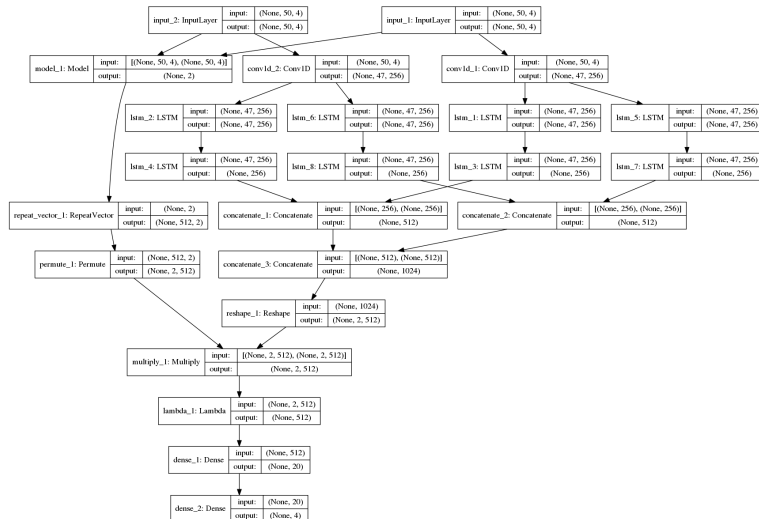 input_2: InputLayer input: (None, 50, 4) output: (None, 50, 4)
input_1: InputLayer input: (None, 50, 4) output: (None, 50, 4)
model_1: Model input: [(None, 50, 4), (None, 50, 4)] output: (None, 2)
conv1d_2: Conv1D input: (None, 50, 4) output: (None, 47, 256)
conv1d_1: Conv1D input: (None, 50, 4) output: (None, 47, 256)
lstm_2: LSTM input: (None, 47, 256) output: (None, 47, 256)
lstm_6: LSTM input: (None, 47, 256) output: (None, 47, 256)
lstm_1: LSTM input: (None, 47, 256) output: (None, 47, 256)
lstm_5: LSTM input: (None, 47, 256) output: (None, 47, 256)
lstm_4: LSTM input: (None, 47, 256) output: (None, 256)
lstm_8: LSTM input: (None, 47, 256) output: (None, 256)
lstm_3: LSTM input: (None, 47, 256) output: (None, 256)
lstm_7: LSTM input: (None, 47, 256) output: (None, 256)
repeat_vector_1: RepeatVector input: (None, 2) output: (None, 512, 2)
concatenate_1: Concatenate input: [(None, 256), (None, 256)] output: (None, 512)
concatenate_2: Concatenate input: [(None, 256), (None, 256)] output: (None, 512)
permute_1: Permute input: (None, 512, 2) output: (None, 2, 512)
concatenate_3: Concatenate input: [(None, 512), (None, 512)] output: (None, 1024)
reshape_1: Reshape input: (None, 1024) output: (None, 2, 512)
multiply_1: Multiply input: [(None, 2, 512), (None, 2, 512)] output: (None, 2, 512)
lambda_1: Lambda input: (None, 2, 512) output: (None, 512)
dense_1: Dense input: (None, 512) output: (None, 20)
dense_2: Dense input: (None, 20) output: (None, 4)